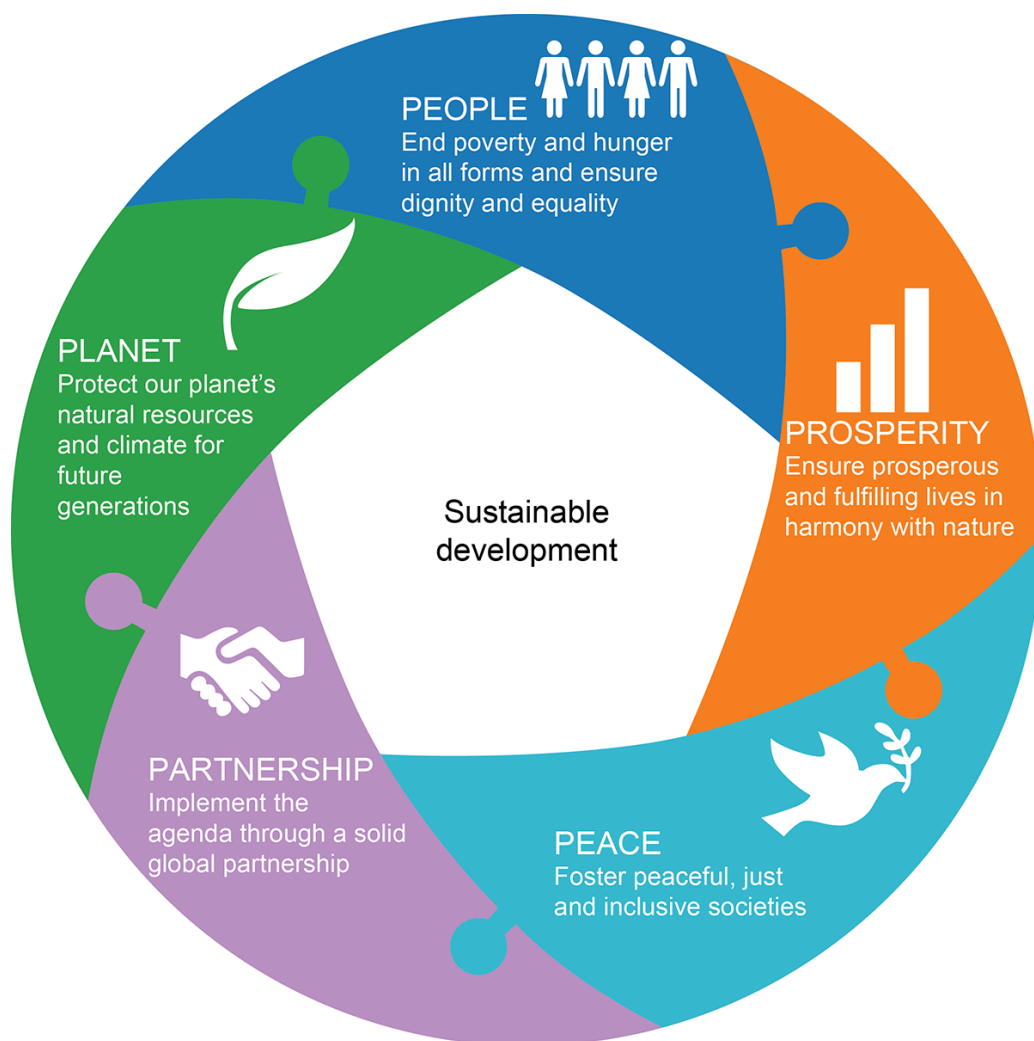 PEOPLE
End poverty and hunger
in all forms and ensure
dignity and equality
PROSPERITY
Ensure prosperous
and fulfilling lives in
harmony with nature
PEACE
Foster peaceful, just
and inclusive societies
PARTNERSHIP
Implement the
agenda through a solid
global partnership
PLANET
Protect our planet’s
natural resources
and climate for
future
generations
Sustainable
development